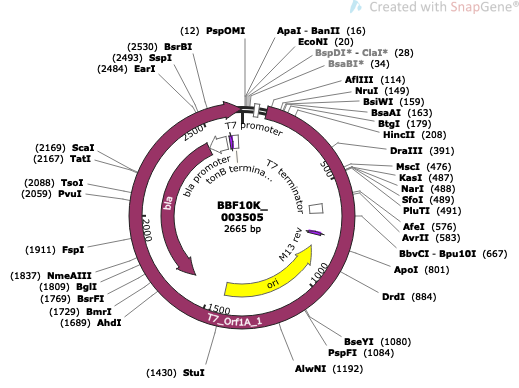 Created with SnapGene®
(12) PspOMI
ApaI - BanII (16)
EcoNI (20)
BspDI* - ClaI* (28)
BsaBI* (34)
(2530) BsrBI
(2493) SspI
(2484) EarI
AflIII (114)
NruI (149)
BsiWI (159)
BsaAI (163)
BtgI (179)
HincII (208)
DraIII (391)
MscI (476)
KasI (487)
NarI (488)
SfoI (489)
PluTI (491)
AfeI (576)
AvrII (583)
BbvCI - Bpu10I (667)
ApoI (801)
DrdI (884)
BseYI (1080)
PspFI (1084)
AlwNI (1192)
(1430) StuI
(2169) ScaI
(2167) TatI
(2088) TsoI
(2059) PvuI
(1911) FspI
(1837) NmeAIII
(1809) BglI
(1769) BsrFI
(1729) BmrI
(1689) AhdI
2500
500
1000
1500
2000
T7 promoter
bla promoter
tonB termina...
T7 terminator
M13 rev
bla
ori
T7_Orf1A_1
BBF10K_
003505
2665 bp